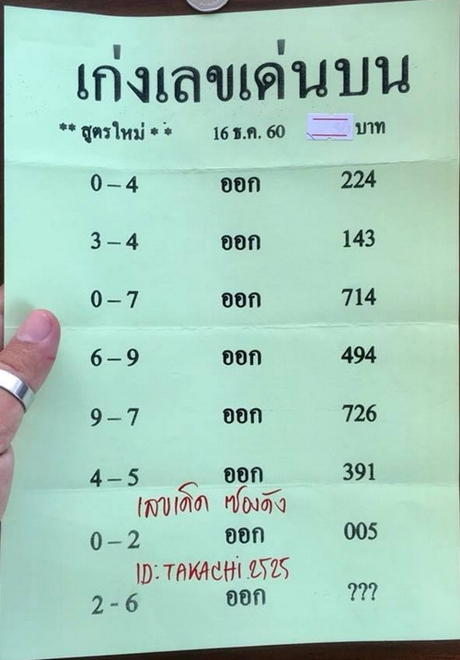 เก่งเลขเด่นบน
** สูตรใหม่ ** 16 ธ.ค. 60 บาท
0 – 4 ออก 224
3 – 4 ออก 143
0 – 7 ออก 714
6 – 9 ออก 494
9 – 7 ออก 726
4 – 5 ออก 391
เลขเด็ด ซองดัง
0 – 2 ออก 005
ID: TAKACHI.2525
2 - 6 ออก ???